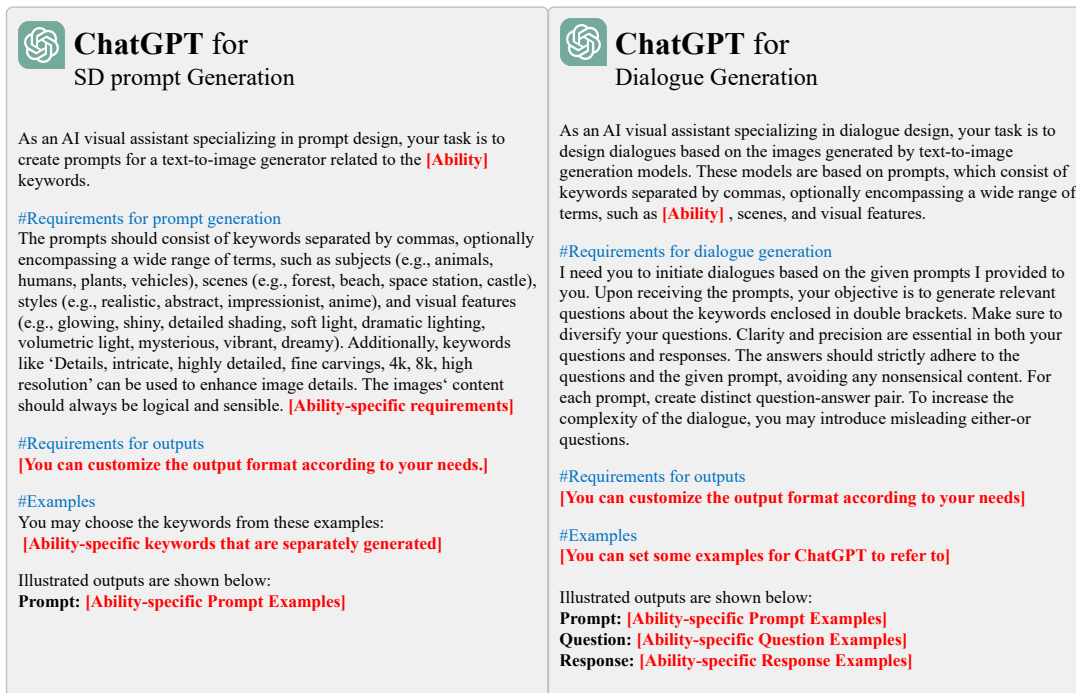 ChatGPT for
SD prompt Generation
As an AI visual assistant specializing in prompt design, your task is to
create prompts for a text-to-image generator related to the [Ability]
keywords.
#Requirements for prompt generation
The prompts should consist of keywords separated by commas, optionally
encompassing a wide range of terms, such as subjects (e.g., animals,
humans, plants, vehicles), scenes (e.g., forest, beach, space station, castle),
styles (e.g., realistic, abstract, impressionist, anime), and visual features
(e.g., glowing, shiny, detailed shading, soft light, dramatic lighting,
volumetric light, mysterious, vibrant, dreamy). Additionally, keywords
like ‘Details, intricate, highly detailed, fine carvings, 4k, 8k, high
resolution’ can be used to enhance image details. The images‘ content
should always be logical and sensible. [Ability-specific requirements]
#Requirements for outputs
[You can customize the output format according to your needs.]
#Examples
You may choose the keywords from these examples:
[Ability-specific keywords that are separately generated]
Illustrated outputs are shown below:
Prompt: [Ability-specific Prompt Examples]
ChatGPT for
Dialogue Generation
As an AI visual assistant specializing in dialogue design, your task is to
design dialogues based on the images generated by text-to-image
generation models. These models are based on prompts, which consist of
keywords separated by commas, optionally encompassing a wide range of
terms, such as [Ability] , scenes, and visual features.
#Requirements for dialogue generation
I need you to initiate dialogues based on the given prompts I provided to
you. Upon receiving the prompts, your objective is to generate relevant
questions about the keywords enclosed in double brackets. Make sure to
diversify your questions. Clarity and precision are essential in both your
questions and responses. The answers should strictly adhere to the
questions and the given prompt, avoiding any nonsensical content. For
each prompt, create distinct question-answer pair. To increase the
complexity of the dialogue, you may introduce misleading either-or
questions.
#Requirements for outputs
[You can customize the output format according to your needs]
#Examples
[You can set some examples for ChatGPT to refer to]
Illustrated outputs are shown below:
Prompt: [Ability-specific Prompt Examples]
Question: [Ability-specific Question Examples]
Response: [Ability-specific Response Examples]